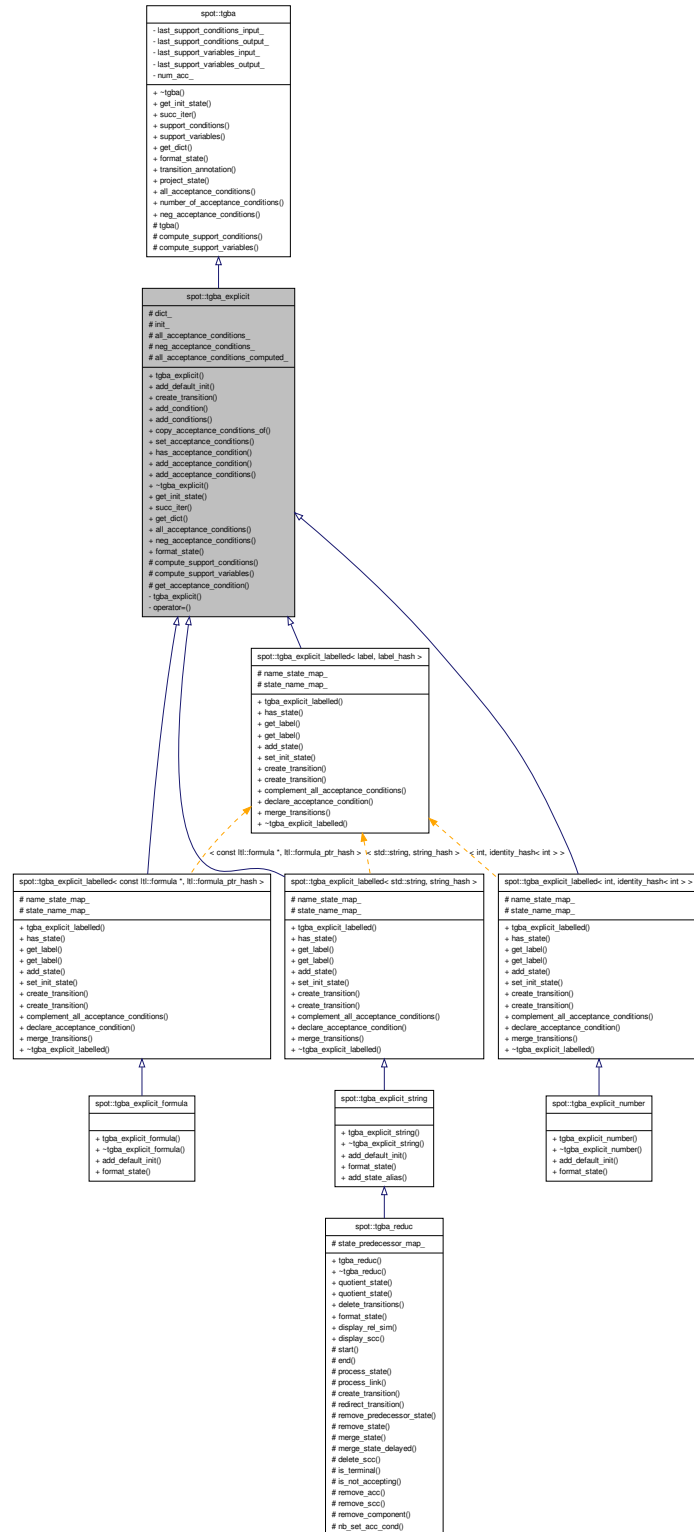 spot::tgba
- last_support_conditions_input_
- last_support_conditions_output_
- last_support_variables_input_
- last_support_variables_output_
- num_acc_
+ ~tgba()
+ get_init_state()
+ succ_iter()
+ support_conditions()
+ support_variables()
+ get_dict()
+ format_state()
+ transition_annotation()
+ project_state()
+ all_acceptance_conditions()
+ number_of_acceptance_conditions()
+ neg_acceptance_conditions()
# tgba()
# compute_support_conditions()
# compute_support_variables()
spot::tgba_explicit
# dict_
# init_
# all_acceptance_conditions_
# neg_acceptance_conditions_
# all_acceptance_conditions_computed_
+ tgba_explicit()
+ add_default_init()
+ create_transition()
+ add_condition()
+ add_conditions()
+ copy_acceptance_conditions_of()
+ set_acceptance_conditions()
+ has_acceptance_condition()
+ add_acceptance_condition()
+ add_acceptance_conditions()
+ ~tgba_explicit()
+ get_init_state()
+ succ_iter()
+ get_dict()
+ all_acceptance_conditions()
+ neg_acceptance_conditions()
+ format_state()
# compute_support_conditions()
# compute_support_variables()
# get_acceptance_condition()
- tgba_explicit()
- operator=()
spot::tgba_explicit_labelled< label, label_hash >
# name_state_map_
# state_name_map_
+ tgba_explicit_labelled()
+ has_state()
+ get_label()
+ get_label()
+ add_state()
+ set_init_state()
+ create_transition()
+ create_transition()
+ complement_all_acceptance_conditions()
+ declare_acceptance_condition()
+ merge_transitions()
+ ~tgba_explicit_labelled()
< const ltl::formula *, ltl::formula_ptr_hash >
< std::string, string_hash >
< int, identity_hash< int > >
spot::tgba_explicit_labelled< const ltl::formula *, ltl::formula_ptr_hash >
# name_state_map_
# state_name_map_
+ tgba_explicit_labelled()
+ has_state()
+ get_label()
+ get_label()
+ add_state()
+ set_init_state()
+ create_transition()
+ create_transition()
+ complement_all_acceptance_conditions()
+ declare_acceptance_condition()
+ merge_transitions()
+ ~tgba_explicit_labelled()
spot::tgba_explicit_labelled< std::string, string_hash >
# name_state_map_
# state_name_map_
+ tgba_explicit_labelled()
+ has_state()
+ get_label()
+ get_label()
+ add_state()
+ set_init_state()
+ create_transition()
+ create_transition()
+ complement_all_acceptance_conditions()
+ declare_acceptance_condition()
+ merge_transitions()
+ ~tgba_explicit_labelled()
spot::tgba_explicit_labelled< int, identity_hash< int > >
# name_state_map_
# state_name_map_
+ tgba_explicit_labelled()
+ has_state()
+ get_label()
+ get_label()
+ add_state()
+ set_init_state()
+ create_transition()
+ create_transition()
+ complement_all_acceptance_conditions()
+ declare_acceptance_condition()
+ merge_transitions()
+ ~tgba_explicit_labelled()
spot::tgba_explicit_formula
+ tgba_explicit_formula()
+ ~tgba_explicit_formula()
+ add_default_init()
+ format_state()
spot::tgba_explicit_string
+ tgba_explicit_string()
+ ~tgba_explicit_string()
+ add_default_init()
+ format_state()
+ add_state_alias()
spot::tgba_explicit_number
+ tgba_explicit_number()
+ ~tgba_explicit_number()
+ add_default_init()
+ format_state()
spot::tgba_reduc
# state_predecessor_map_
+ tgba_reduc()
+ ~tgba_reduc()
+ quotient_state()
+ quotient_state()
+ delete_transitions()
+ format_state()
+ display_rel_sim()
+ display_scc()
# start()
# end()
# process_state()
# process_link()
# create_transition()
# redirect_transition()
# remove_predecessor_state()
# remove_state()
# merge_state()
# merge_state_delayed()
# delete_scc()
# is_terminal()
# is_not_accepting()
# remove_acc()
# remove_scc()
# remove_component()
# nb_set_acc_cond()